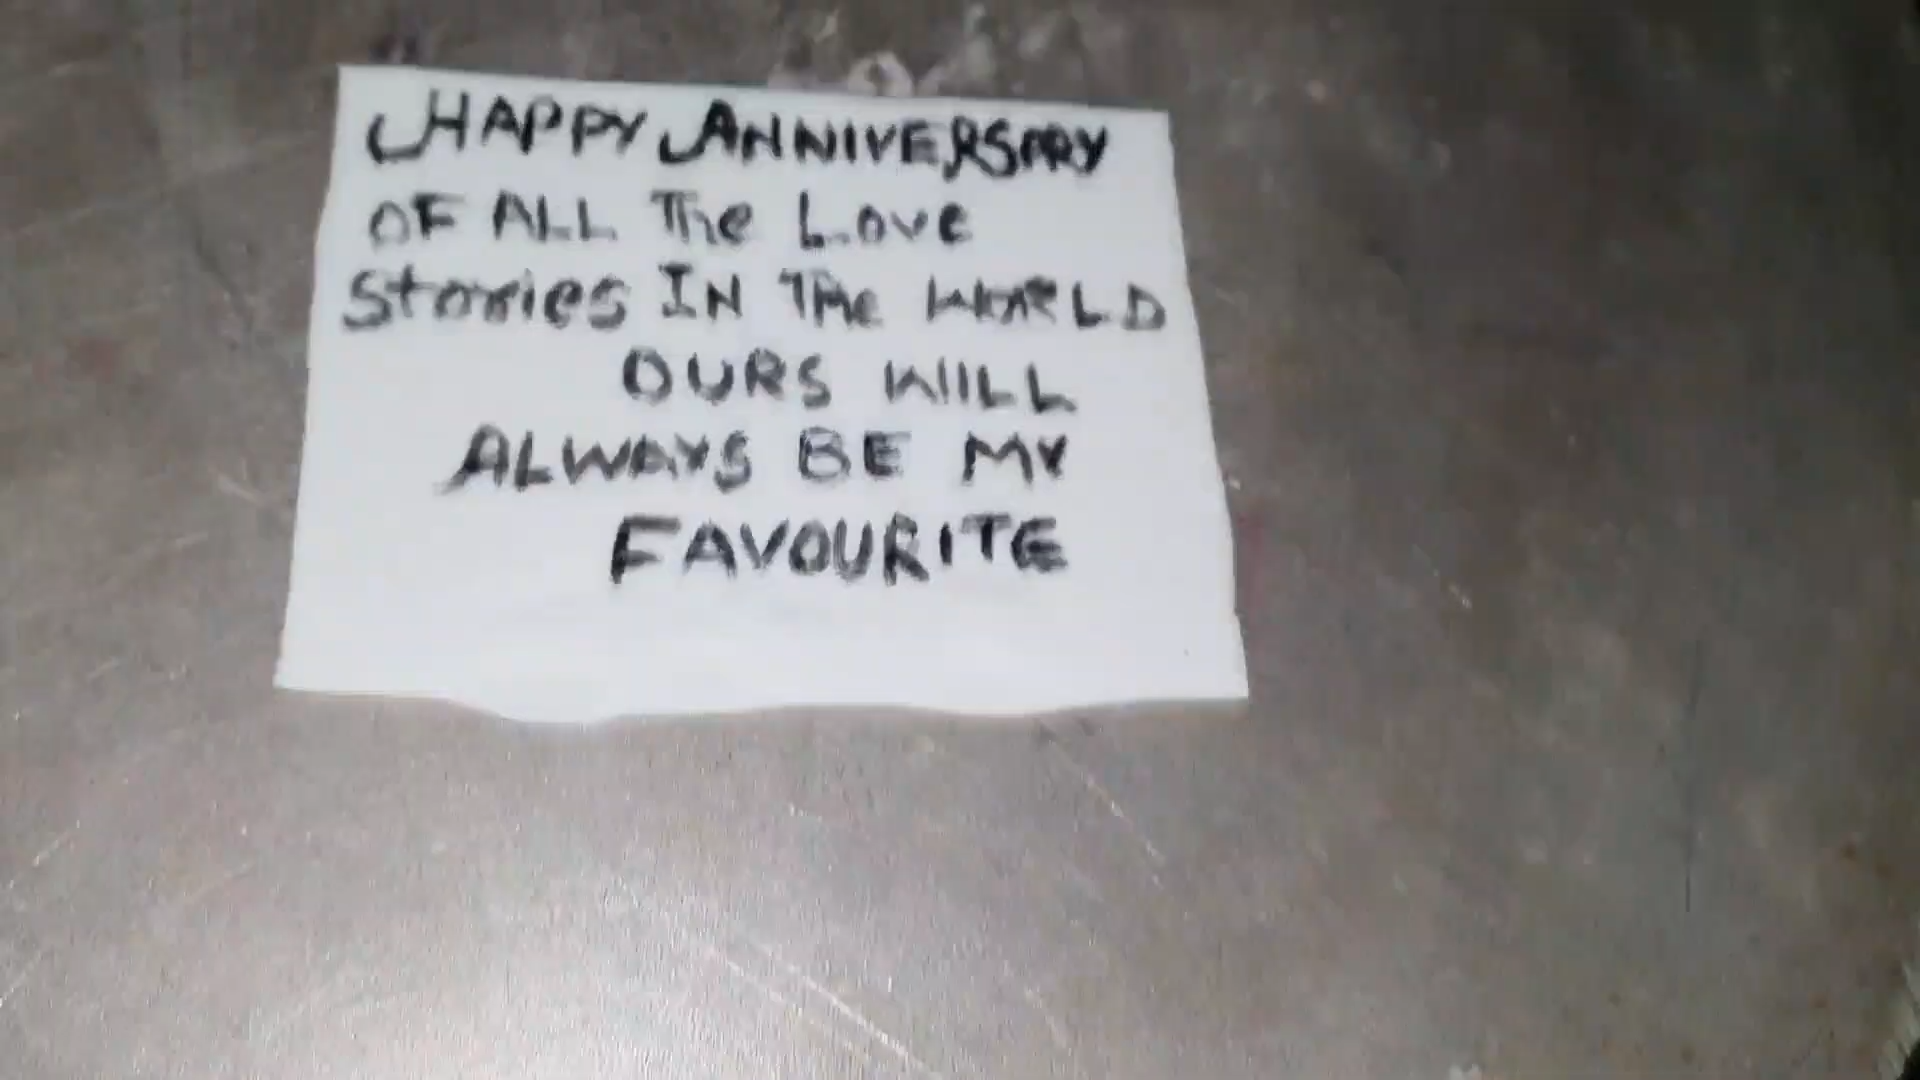 HAPPY ANNIVERSARY
OF ALL The Love
Stories IN The WORLD
OURS WILL
ALWAYS BE MY
FAVOURITE